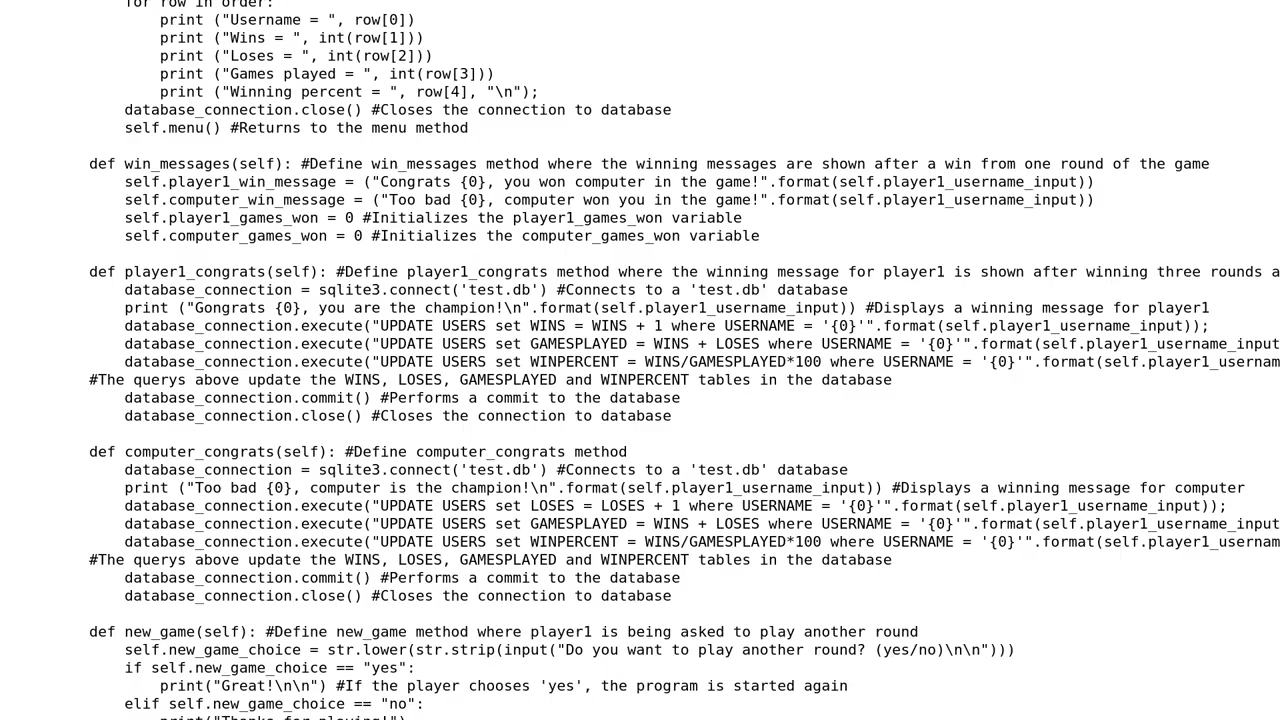 for row in order:
print ("Username = ", row[0])
print ("Wins = ", int(row[1]))
print ("Loses = ", int(row[2]))
print ("Games played = ", int(row[3]))
print ("Winning percent = ", row[4], "\n");
database_connection.close() #Closes the connection to database
self.menu() #Returns to the menu method
def win_messages(self): #Define win_messages method where the winning messages are shown after a win from one round of the game
self.player1_win_message = ("Congrats {0}, you won computer in the game!".format(self.player1_username_input))
self.computer_win_message = ("Too bad {0}, computer won you in the game!".format(self.player1_username_input))
self.player1_games_won = 0 #Initializes the player1_games_won variable
self.computer_games_won = 0 #Initializes the computer_games_won variable
def player1_congrats(self): #Define player1_congrats method where the winning message for player1 is shown after winning three rounds a
database_connection = sqlite3.connect('test.db') #Connects to a 'test.db' database
print ("Gongrats {0}, you are the champion!\n".format(self.player1_username_input)) #Displays a winning message for player1
database_connection.execute("UPDATE USERS set WINS = WINS + 1 where USERNAME = '{0}'".format(self.player1_username_input));
database_connection.execute("UPDATE USERS set GAMESPLAYED = WINS + LOSES where USERNAME = '{0}'".format(self.player1_username_input
database_connection.execute("UPDATE USERS set WINPERCENT = WINS/GAMESPLAYED*100 where USERNAME = '{0}'".format(self.player1_usernam
#The querys above update the WINS, LOSES, GAMESPLAYED and WINPERCENT tables in the database
database_connection.commit() #Performs a commit to the database
database_connection.close() #Closes the connection to database
def computer_congrats(self): #Define computer_congrats method
database_connection = sqlite3.connect('test.db') #Connects to a 'test.db' database
print ("Too bad {0}, computer is the champion!\n".format(self.player1_username_input)) #Displays a winning message for computer
database_connection.execute("UPDATE USERS set LOSES = LOSES + 1 where USERNAME = '{0}'".format(self.player1_username_input));
database_connection.execute("UPDATE USERS set GAMESPLAYED = WINS + LOSES where USERNAME = '{0}'".format(self.player1_username_input
database_connection.execute("UPDATE USERS set WINPERCENT = WINS/GAMESPLAYED*100 where USERNAME = '{0}'".format(self.player1_usernam
#The querys above update the WINS, LOSES, GAMESPLAYED and WINPERCENT tables in the database
database_connection.commit() #Performs a commit to the database
database_connection.close() #Closes the connection to database
def new_game(self): #Define new_game method where player1 is being asked to play another round
self.new_game_choice = str.lower(str.strip(input("Do you want to play another round? (yes/no)\n\n")))
if self.new_game_choice == "yes":
print("Great!\n\n") #If the player chooses 'yes', the program is started again
elif self.new_game_choice == "no":
print("Thanks for playing!")